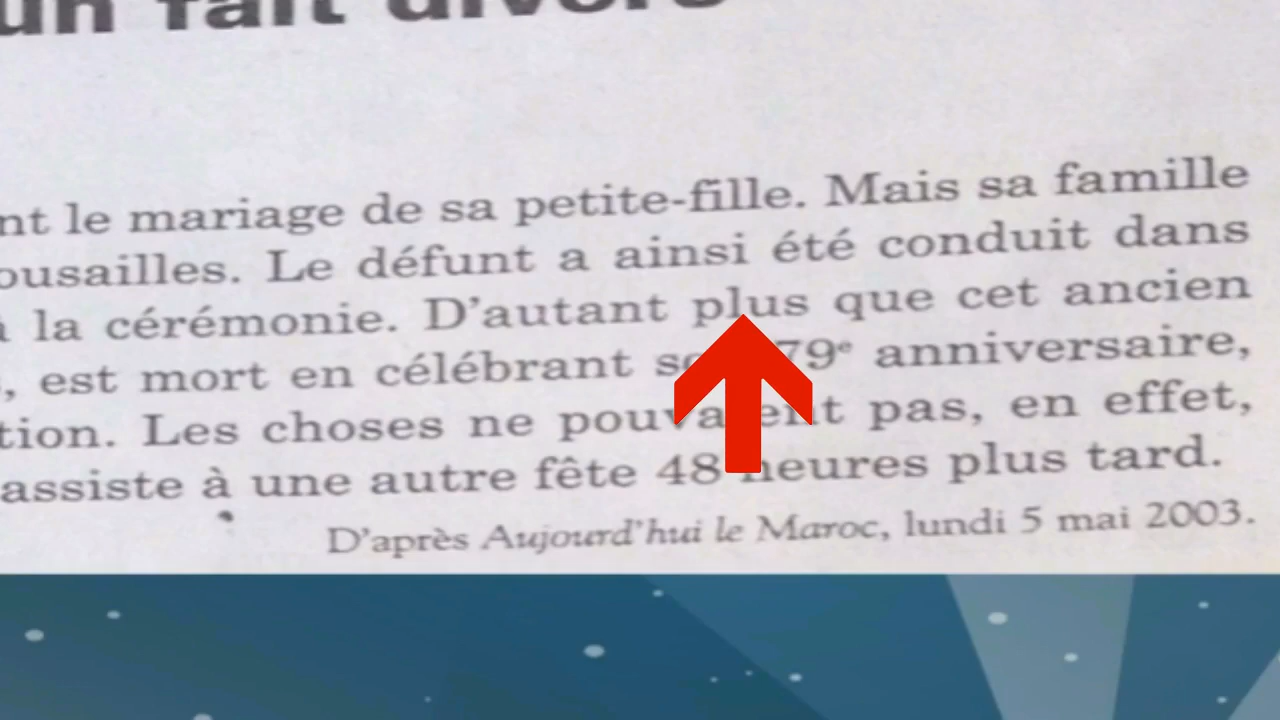 un fait divers
nt le mariage de sa petite-fille. Mais sa famille
ousailles. Le défunt a ainsi été conduit dans
à la cérémonie. D'autant plus que cet ancien
, est mort en célébrant 79e anniversaire,
tion. Les choses ne pouvaient pas, en effet,
assiste à une autre fête 48 heures plus tard.
D'après Aujourd'hui le Maroc, lundi 5 mai 2003.